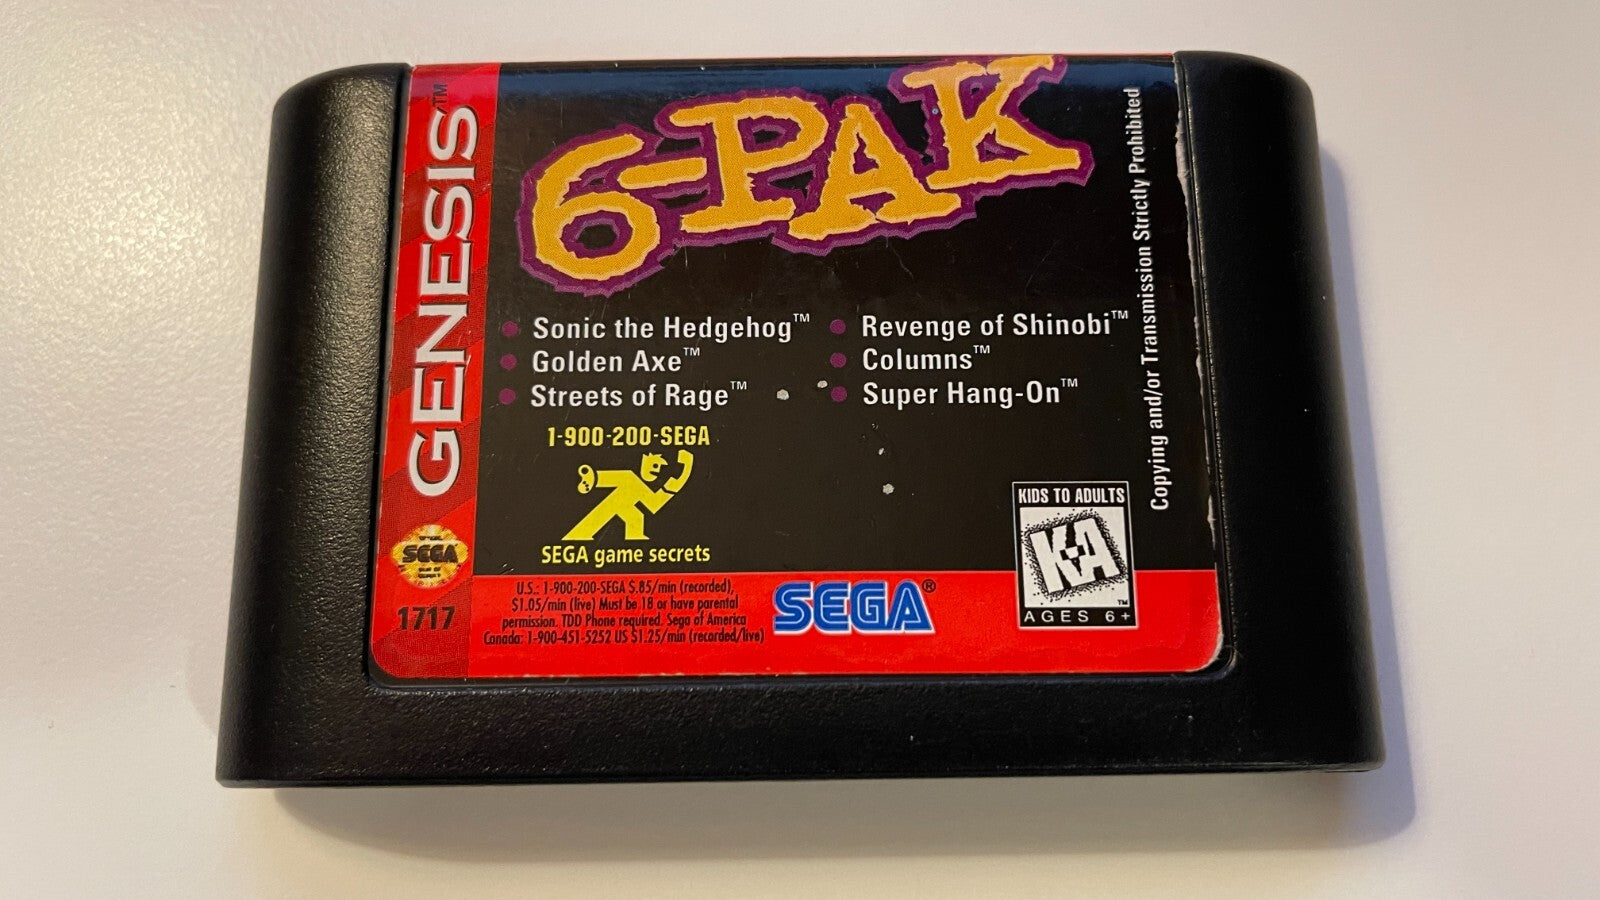 GENESIS™
6-PAK
• Sonic the Hedgehog™
• Golden Axe™
• Streets of Rage™
• Revenge of Shinobi™
• Columns™
• Super Hang-On™
Copying and/or Transmission Strictly Prohibited
1-900-200-SEGA
SEGA game secrets
KIDS TO ADULTS
K-A
™
AGES 6+
SEGA
1717
U.S.: 1-900-200-SEGA $.85/min (recorded),
$1.05/min (live) Must be 18 or have parental
permission. TDD Phone required. Sega of America
Canada: 1-900-451-5252 US $1.25/min (recorded/live)
SEGA®